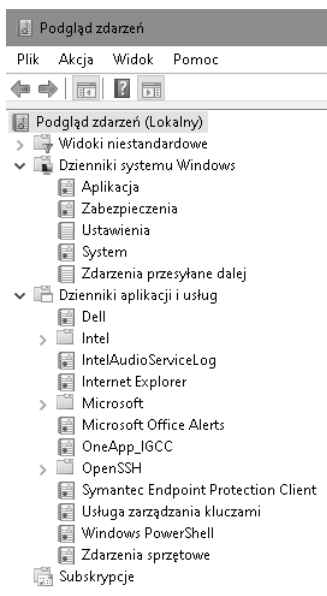 Podgląd zdarzeń
Plik Akcja Widok Pomoc
Podgląd zdarzeń (Lokalny)
Widoki niestandardowe
Dzienniki systemu Windows
Aplikacja
Zabezpieczenia
Ustawienia
System
Zdarzenia przesyłane dalej
Dzienniki aplikacji i usług
Dell
Intel
IntelAudioServiceLog
Internet Explorer
Microsoft
Microsoft Office Alerts
OneApp_IGCC
OpenSSH
Symantec Endpoint Protection Client
Usługa zarządzania kluczami
Windows PowerShell
Zdarzenia sprzętowe
Subskrypcje